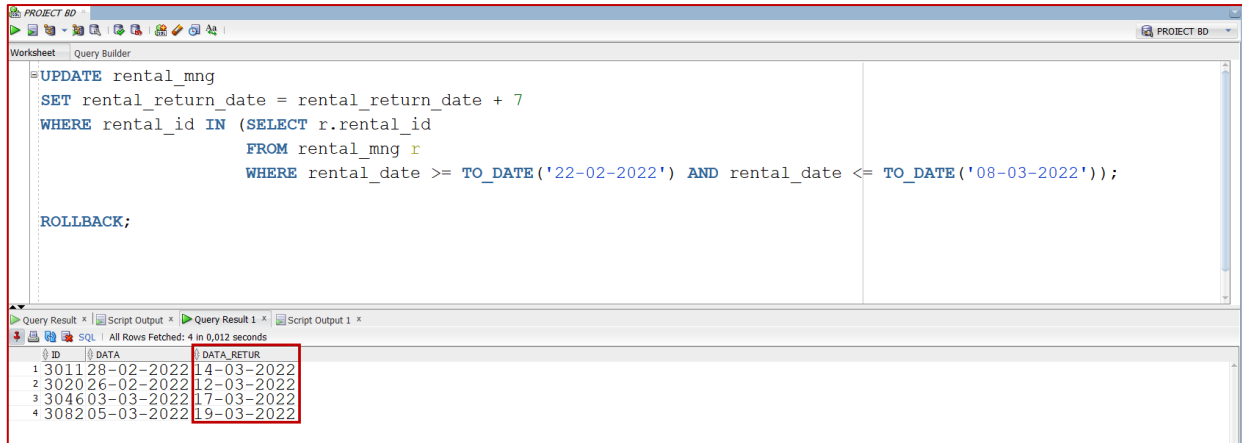 PROIECT BD
PROIECT BD
Worksheet Query Builder
UPDATE rental_mng
SET rental_return_date = rental_return_date + 7
WHERE rental_id IN (SELECT r.rental_id
FROM rental_mng r
WHERE rental_date >= TO_DATE('22-02-2022') AND rental_date <= TO_DATE('08-03-2022'));
ROLLBACK;
Query Result × Script Output × Query Result 1 × Script Output 1 ×
SQL | All Rows Fetched: 4 in 0,012 seconds
ID DATA DATA_RETUR
1 3011 28-02-2022 14-03-2022
2 3020 26-02-2022 12-03-2022
3 3046 03-03-2022 17-03-2022
4 3082 05-03-2022 19-03-2022